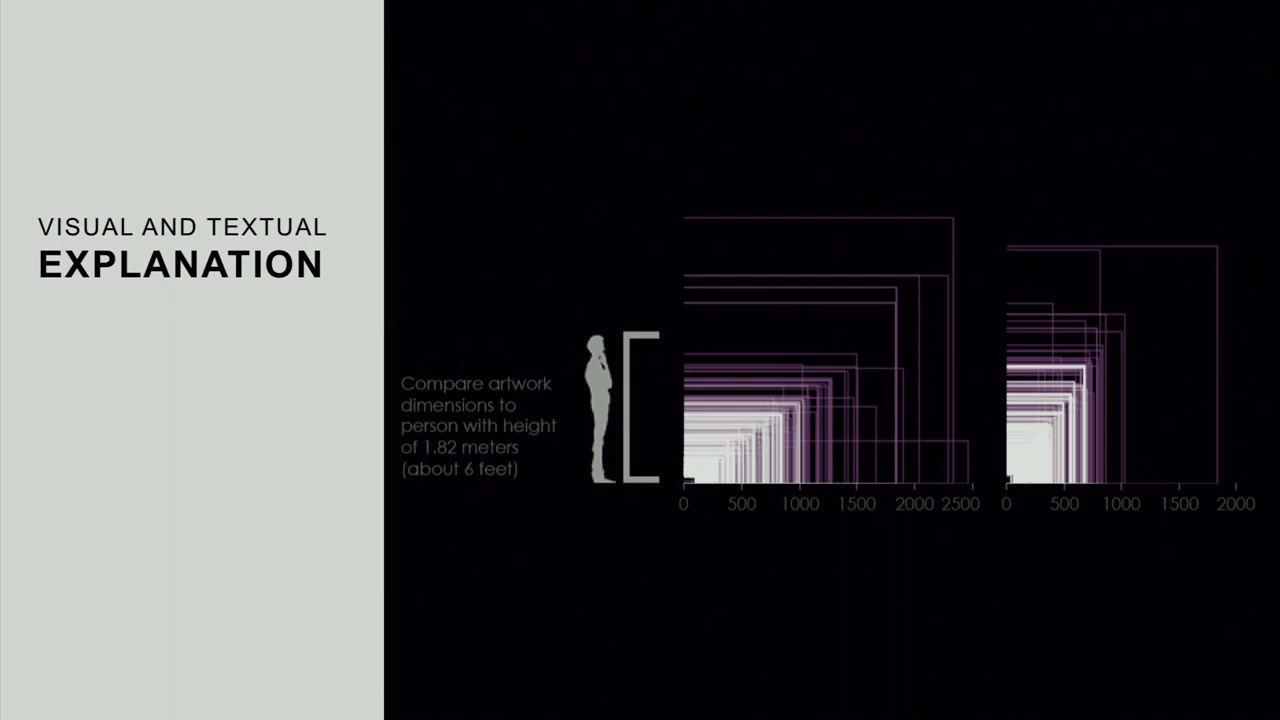 VISUAL AND TEXTUAL
EXPLANATION
Compare artwork
dimensions to
person with height
of 1.82 meters
(about 6 feet)
0 500 1000 1500 2000 2500
0 500 1000 1500 2000